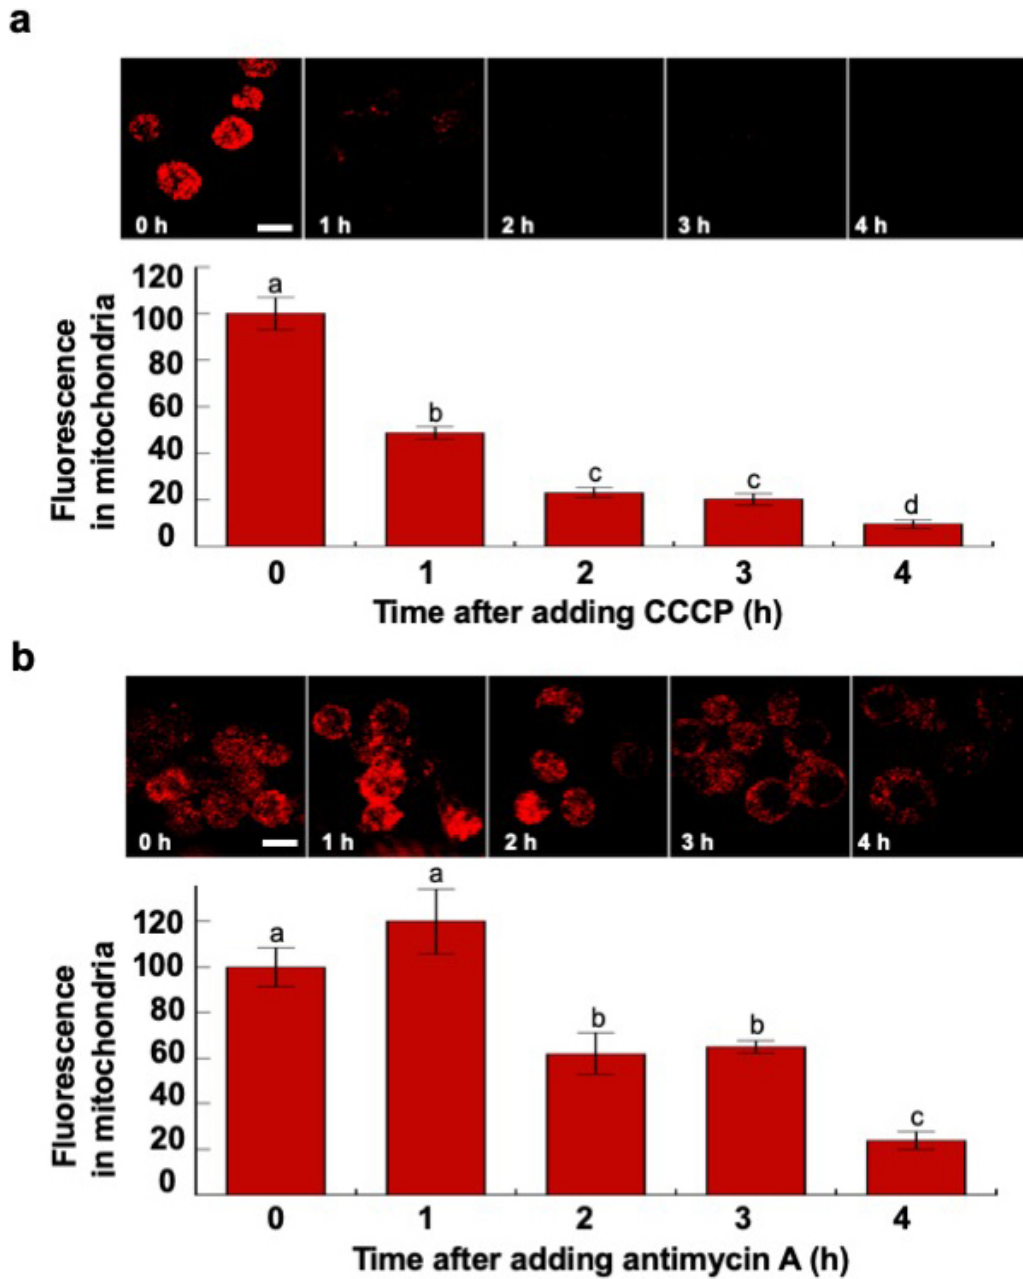 a
0 h 1 h 2 h 3 h 4 h
120
100
80
60
40
20
0
Fluorescence
in mitochondria
a
b
c
c
d
0 1 2 3 4
Time after adding CCCP (h)
b
0 h 1 h 2 h 3 h 4 h
120
100
80
60
40
20
0
Fluorescence
in mitochondria
a
a
b
b
c
0 1 2 3 4
Time after adding antimycin A (h)